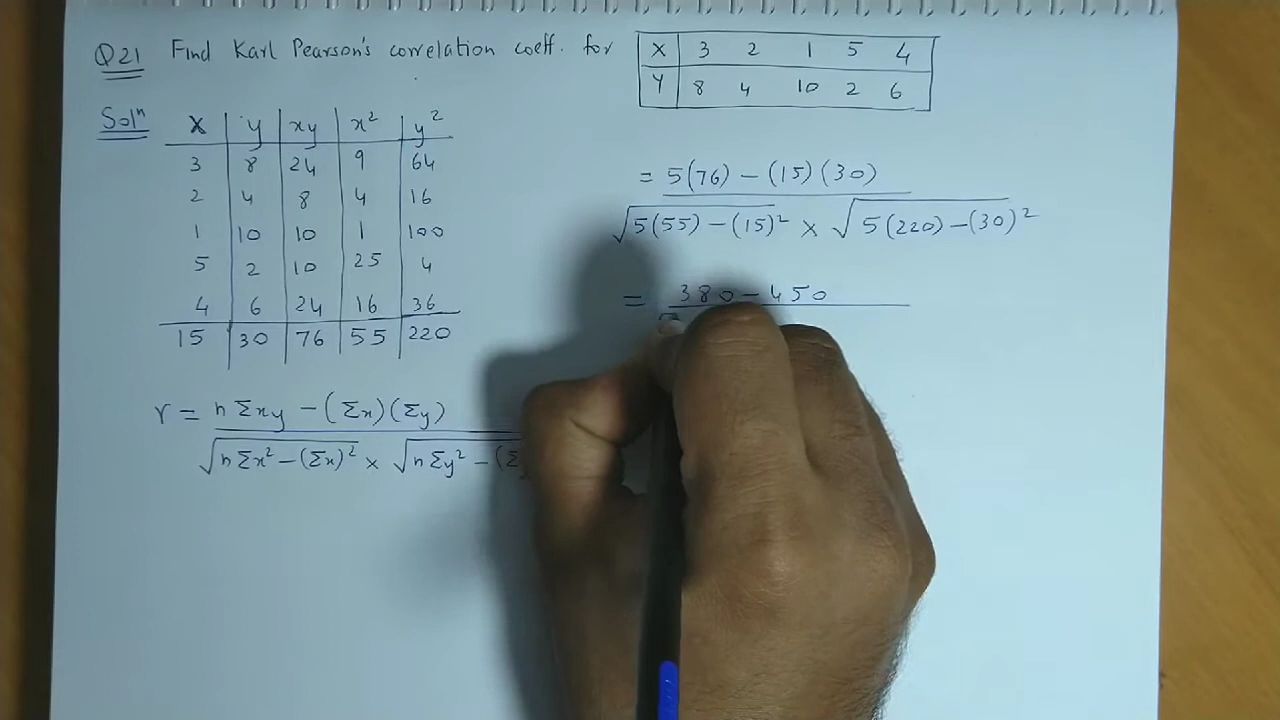 Q21 Find Karl Pearson's correlation coeff. for
X 3 2 1 5 4
Y 8 4 10 2 6
Solⁿ
X y xy x² y²
3 8 24 9 64
2 4 8 4 16
1 10 10 1 100
5 2 10 25 4
4 6 24 16 36
15 30 76 55 220
r = nΣxy - (Σx)(Σy)
√nΣx² - (Σx)² × √nΣy² - (Σ
= 5(76) - (15)(30)
√5(55) - (15)² × √5(220) - (30)²
= 380 - 450